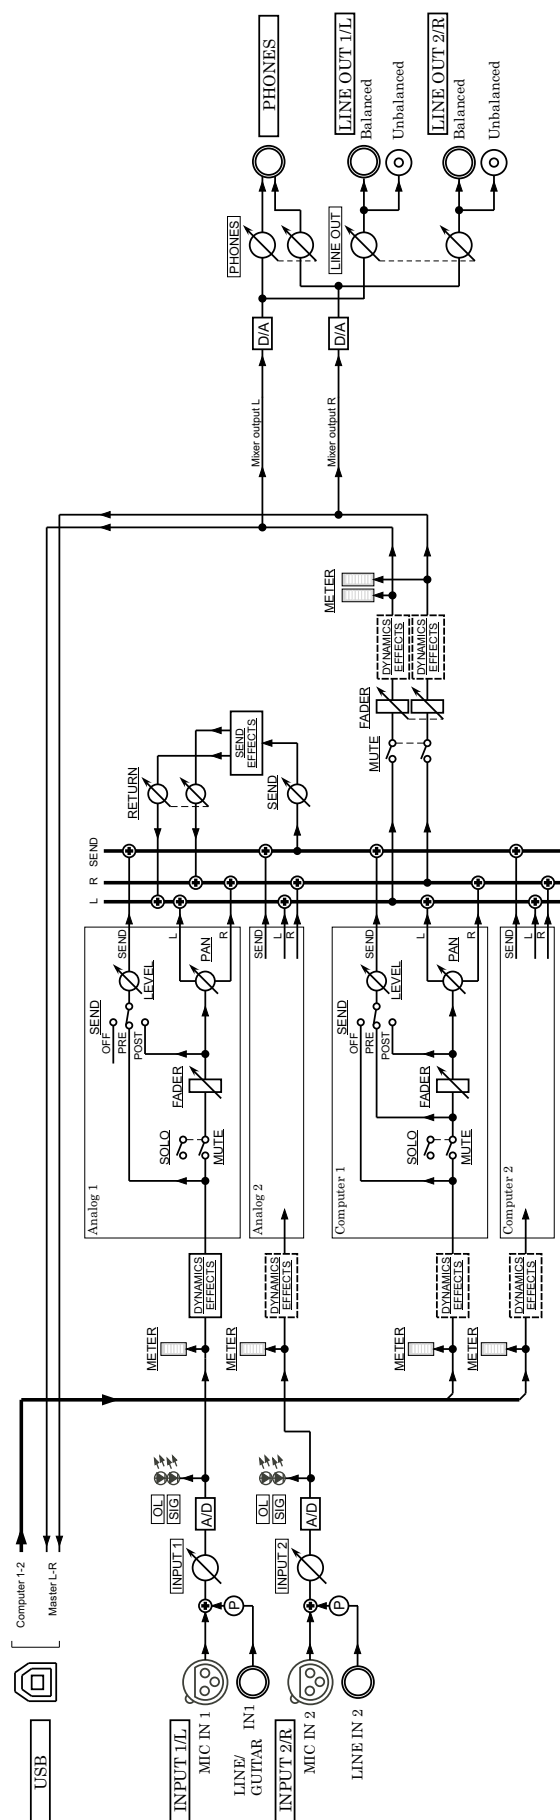 USB
Computer 1-2
Master L-R
INPUT 1/L
MIC IN 1
LINE/
GUITAR IN1
P
INPUT 1
A/D
OL
SIG
METER
DYNAMICS
EFFECTS
Analog 1
SOLO
MUTE
FADER
SEND
OFF
PRE
POST
LEVEL
PAN
SEND
L
R
INPUT 2/R
MIC IN 2
LINE IN 2
P
INPUT 2
A/D
OL
SIG
METER
DYNAMICS
EFFECTS
Analog 2
SEND
L
R
METER
DYNAMICS
EFFECTS
Computer 1
SOLO
MUTE
FADER
SEND
OFF
PRE
POST
LEVEL
PAN
SEND
L
R
METER
DYNAMICS
EFFECTS
Computer 2
SEND
L
R
L
R
SEND
RETURN
SEND
SEND
EFFECTS
MUTE
FADER
DYNAMICS
EFFECTS
DYNAMICS
EFFECTS
METER
Mixer output L
Mixer output R
D/A
D/A
PHONES
LINE OUT
PHONES
LINE OUT 1/L
Balanced
Unbalanced
LINE OUT 2/R
Balanced
Unbalanced